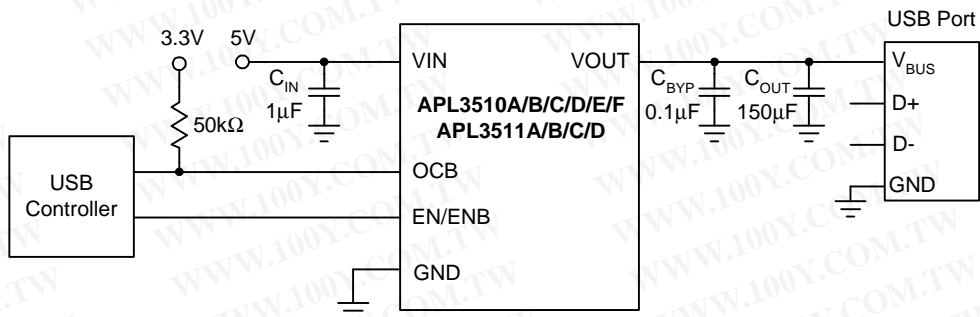 USB Port
3.3V
5V
VIN
VOUT
V_BUS
C_IN
1µF
C_BYP
0.1µF
C_OUT
150µF
APL3510A/B/C/D/E/F
APL3511A/B/C/D
D+
D-
GND
50kΩ
OCB
USB
Controller
EN/ENB
GND
WWW.100Y.COM.TW